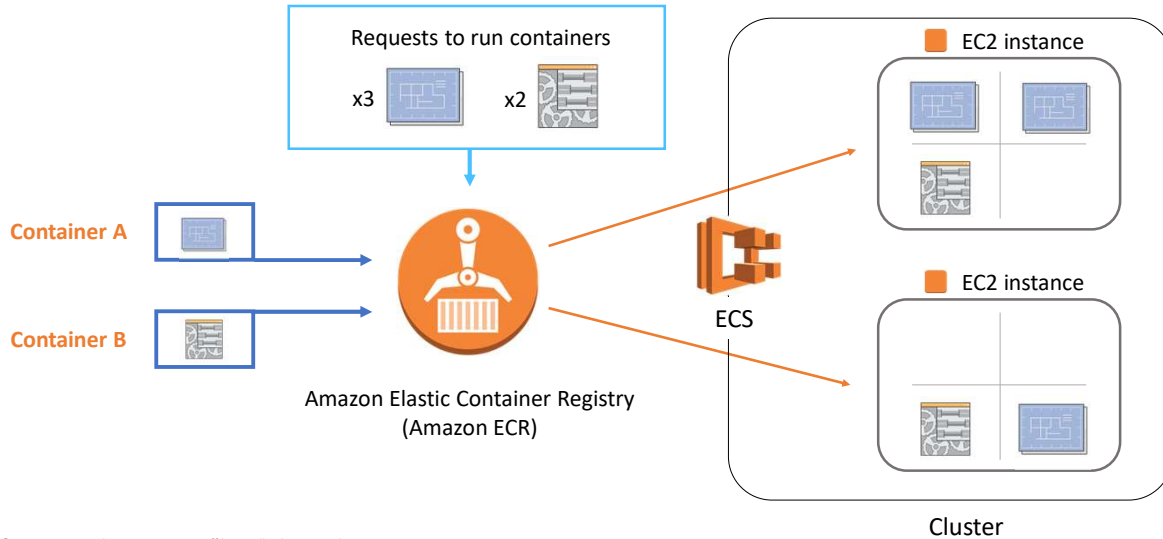 Requests to run containers
x3
x2
EC2 instance
Container A
Container B
ECS
EC2 instance
Amazon Elastic Container Registry
(Amazon ECR)
Cluster